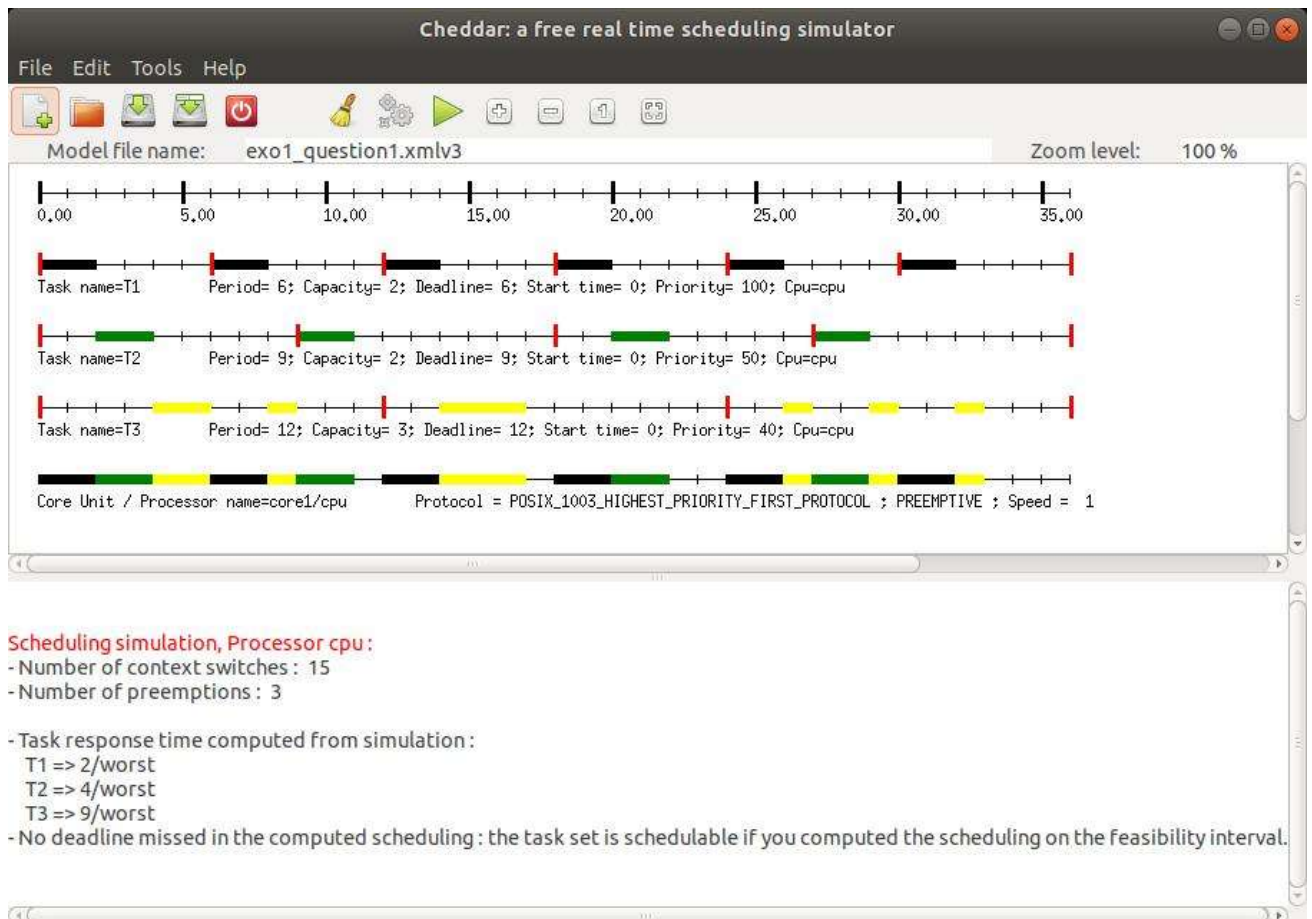 Cheddar: a free real time scheduling simulator
File Edit Tools Help
Model file name: exo1_question1.xmlv3 Zoom level: 100 %
0.00 5.00 10.00 15.00 20.00 25.00 30.00 35.00
Task name=T1 Period= 6; Capacity= 2; Deadline= 6; Start time= 0; Priority= 100; Cpu=cpu
Task name=T2 Period= 9; Capacity= 2; Deadline= 9; Start time= 0; Priority= 50; Cpu=cpu
Task name=T3 Period= 12; Capacity= 3; Deadline= 12; Start time= 0; Priority= 40; Cpu=cpu
Core Unit / Processor name=core1/cpu Protocol = POSIX_1003_HIGHEST_PRIORITY_FIRST_PROTOCOL ; PREEMPTIVE ; Speed = 1
Scheduling simulation, Processor cpu :
- Number of context switches : 15
- Number of preemptions : 3
- Task response time computed from simulation :
T1 => 2/worst
T2 => 4/worst
T3 => 9/worst
- No deadline missed in the computed scheduling : the task set is schedulable if you computed the scheduling on the feasibility interval.